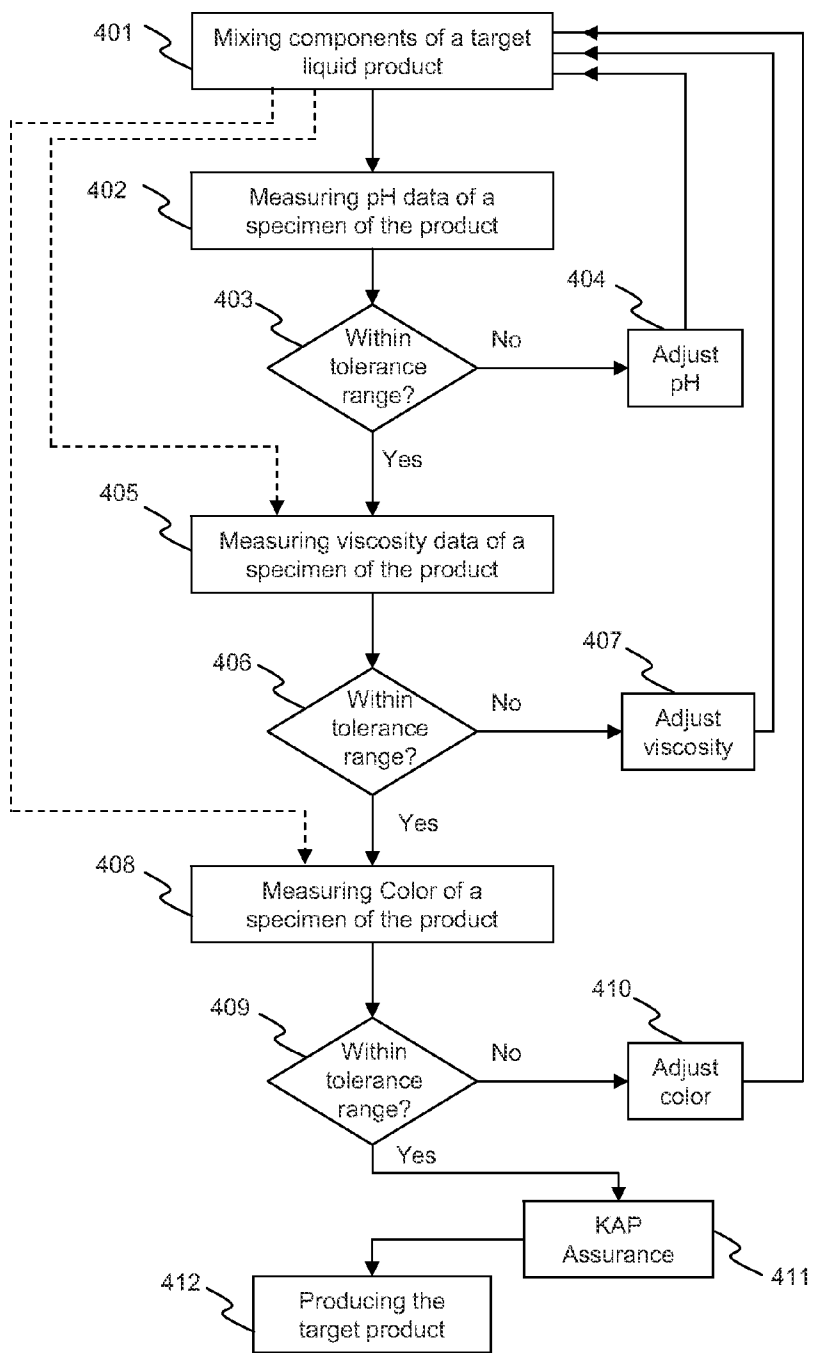 401
Mixing components of a target
liquid product
402
Measuring pH data of a
specimen of the product
403
Within
tolerance
range?
No
404
Adjust
pH
Yes
405
Measuring viscosity data of a
specimen of the product
406
Within
tolerance
range?
No
407
Adjust
viscosity
Yes
408
Measuring Color of a
specimen of the product
409
Within
tolerance
range?
No
410
Adjust
color
Yes
KAP
Assurance
411
412
Producing the
target product